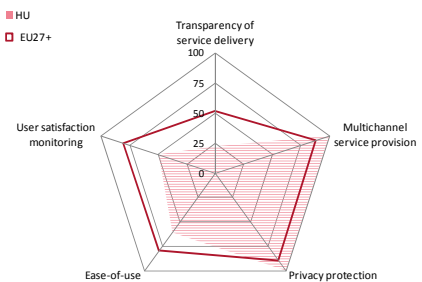 HU
EU27+
Transparency of
service delivery
100
75
50
25
0
User satisfaction
monitoring
Multichannel
service provision
Ease-of-use
Privacy protection